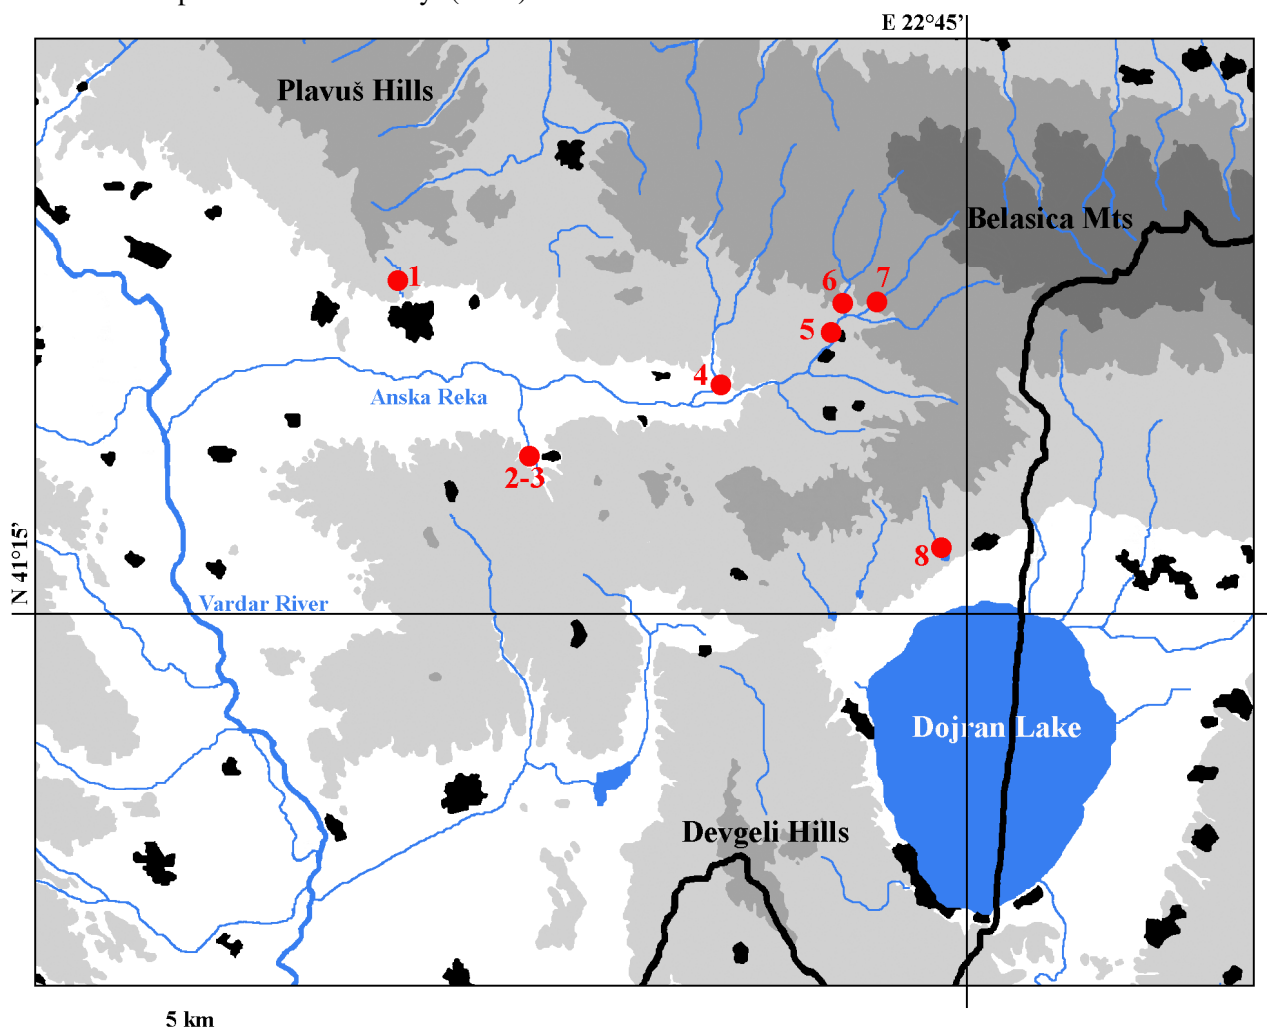 E 22°45’
Plavuš Hills
Belasica Mts
1
6
7
5
4
Anska Reka
2-3
8
N 41°15’
Vardar River
Dojran Lake
Devgeli Hills
5 km